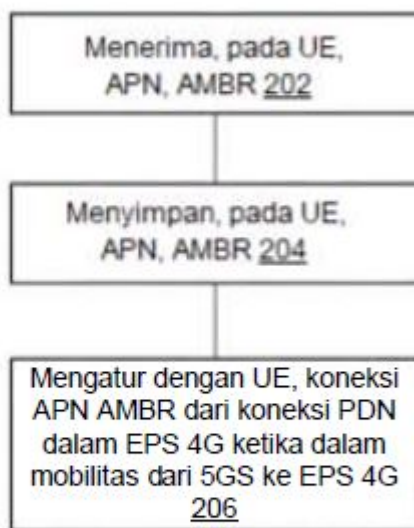 Menerima, pada UE,
APN, AMBR 202
Menyimpan, pada UE,
APN, AMBR 204
Mengatur dengan UE, koneksi
APN AMBR dari koneksi PDN
dalam EPS 4G ketika dalam
mobilitas dari 5GS ke EPS 4G
206